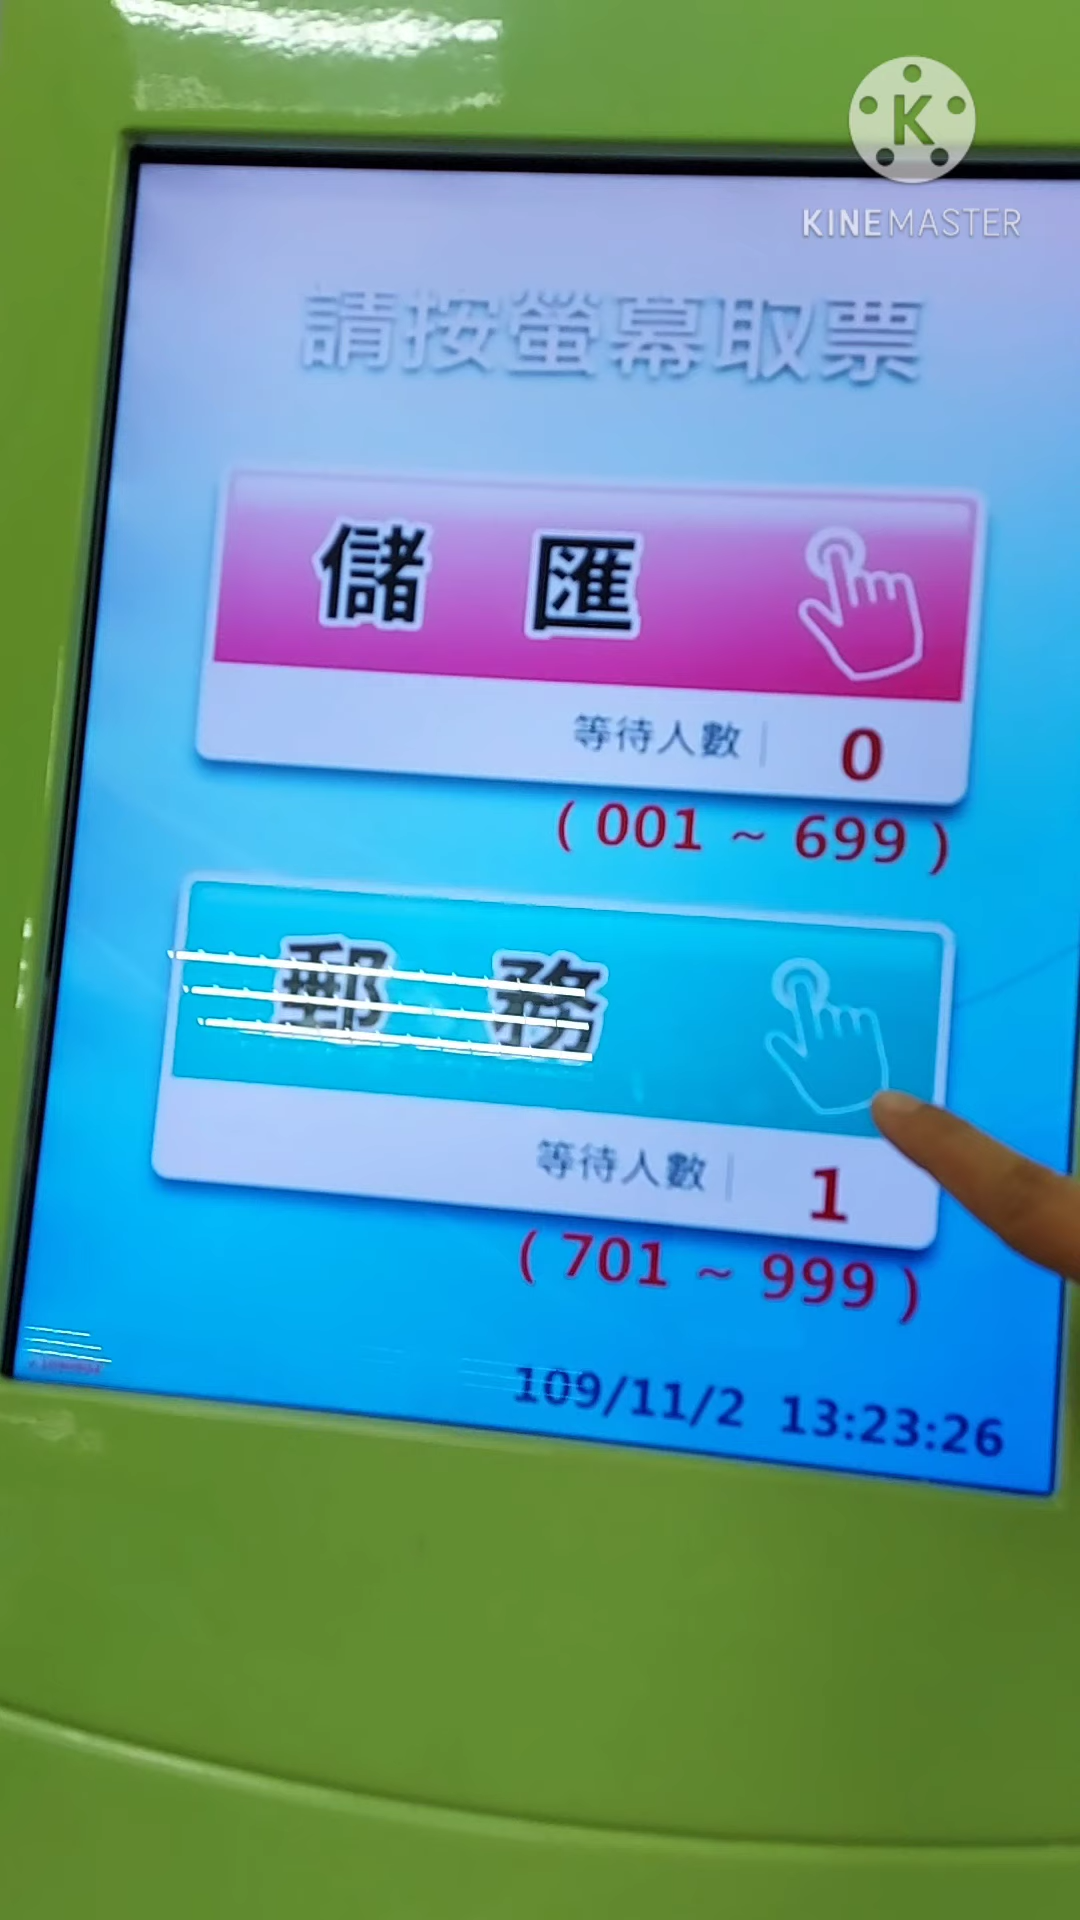 KINEMASTER
請按螢幕取票
儲匯
等待人數 0
( 001 ~ 699 )
郵務
等待人數 1
( 701 ~ 999 )
109/11/2 13:23:26